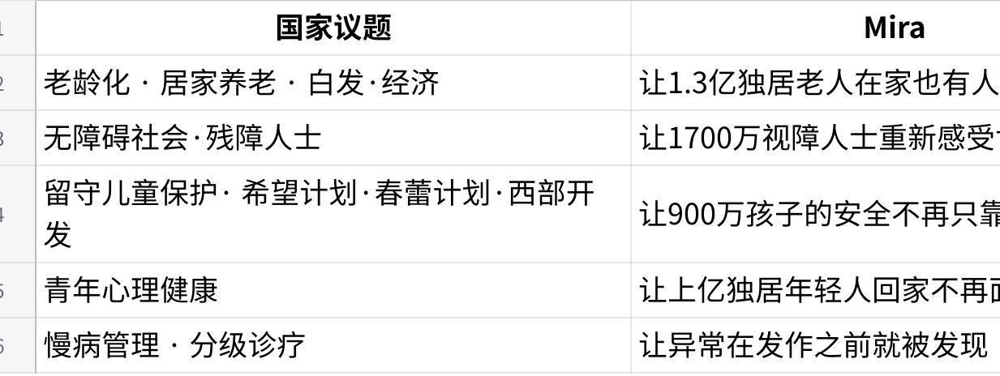 国家议题
Mira
老龄化 · 居家养老 · 白发·经济
让1.3亿独居老人在家也有人
无障碍社会·残障人士
让1700万视障人士重新感受
留守儿童保护· 希望计划·春蕾计划·西部开
发
让900万孩子的安全不再只靠
青年心理健康
让上亿独居年轻人回家不再面
慢病管理 · 分级诊疗
让异常在发作之前就被发现
2